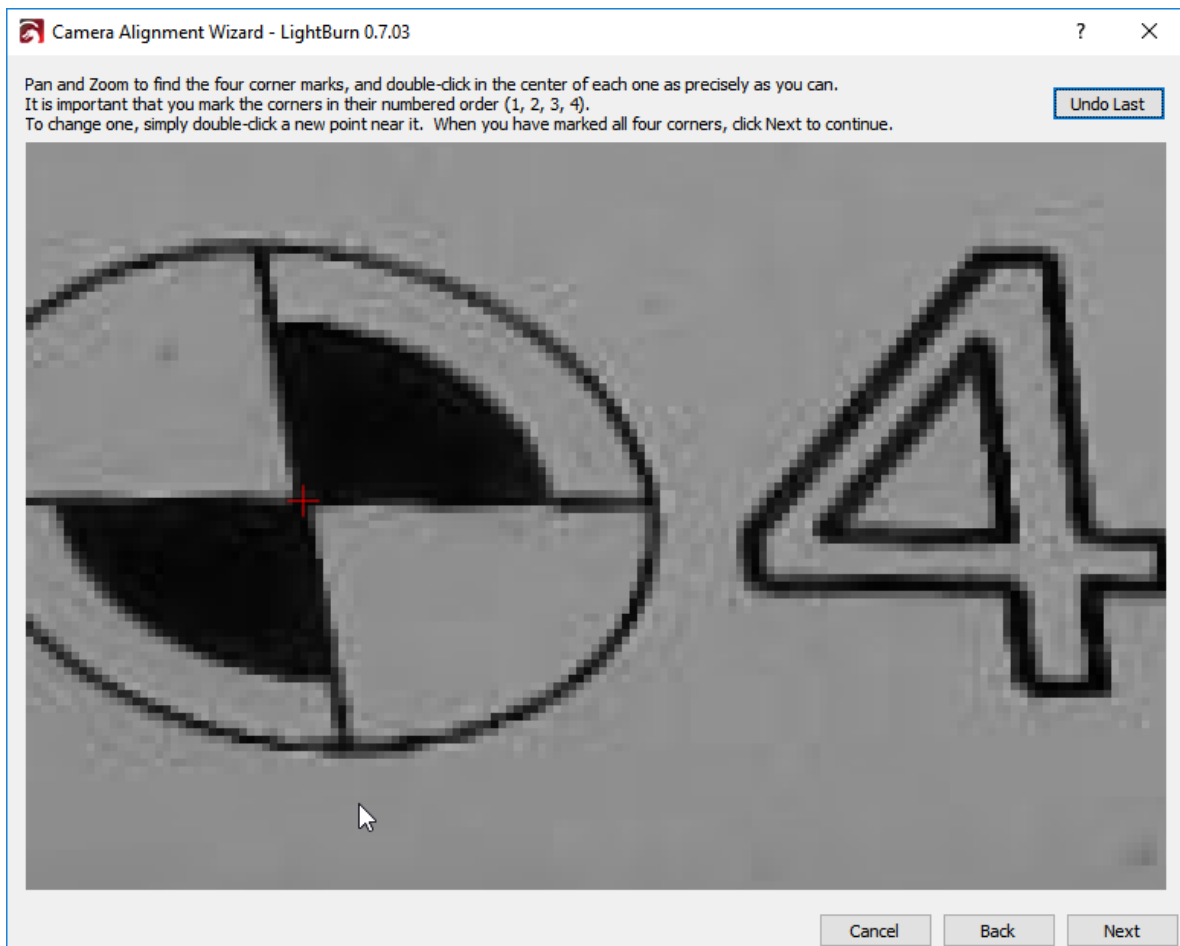 Camera Alignment Wizard - LightBurn 0.7.03
Pan and Zoom to find the four corner marks, and double-click in the center of each one as precisely as you can.
It is important that you mark the corners in their numbered order (1, 2, 3, 4).
To change one, simply double-click a new point near it.  When you have marked all four corners, click Next to continue.
Undo Last
4
Cancel
Back
Next